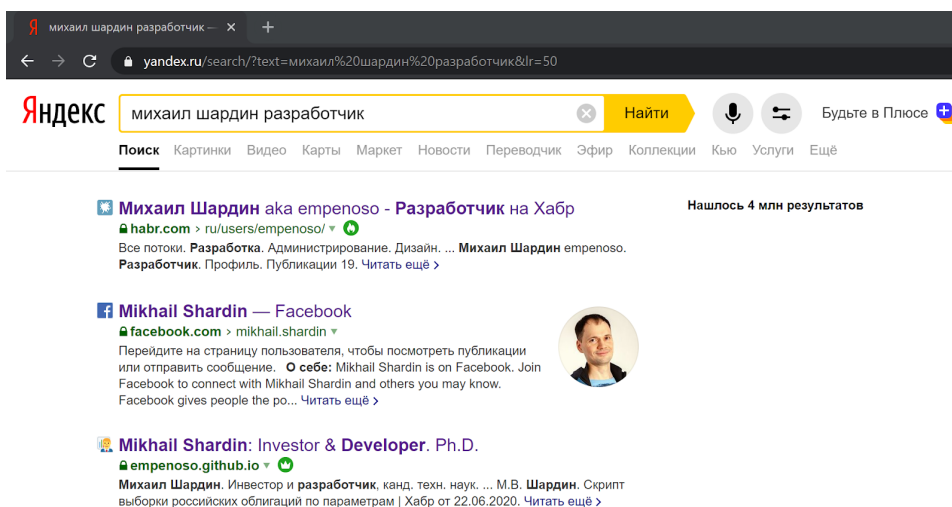 михаил шардин разработчик —
yandex.ru/search/?text=михаил%20шардин%20разработчик&lr=50
Яндекс
михаил шардин разработчик
Найти
Будьте в Плюсе
Поиск Картинки Видео Карты Маркет Новости Переводчик Эфир Коллекции Кью Услуги Ещё
Михаил Шардин aka empenoso - Разработчик на Хабр
Нашлось 4 млн результатов
habr.com › ru/users/empenoso/
Все потоки. Разработка. Администрирование. Дизайн. ... Михаил Шардин empenoso.
Разработчик. Профиль. Публикации 19. Читать ещё ›
Mikhail Shardin — Facebook
facebook.com › mikhail.shardin
Перейдите на страницу пользователя, чтобы посмотреть публикации
или отправить сообщение. О себе: Mikhail Shardin is on Facebook. Join
Facebook to connect with Mikhail Shardin and others you may know.
Facebook gives people the po... Читать ещё ›
Mikhail Shardin: Investor & Developer. Ph.D.
empenoso.github.io
Михаил Шардин. Инвестор и разработчик, канд. техн. наук. ... М.В. Шардин. Скрипт
выборки российских облигаций по параметрам | Хабр от 22.06.2020. Читать ещё ›